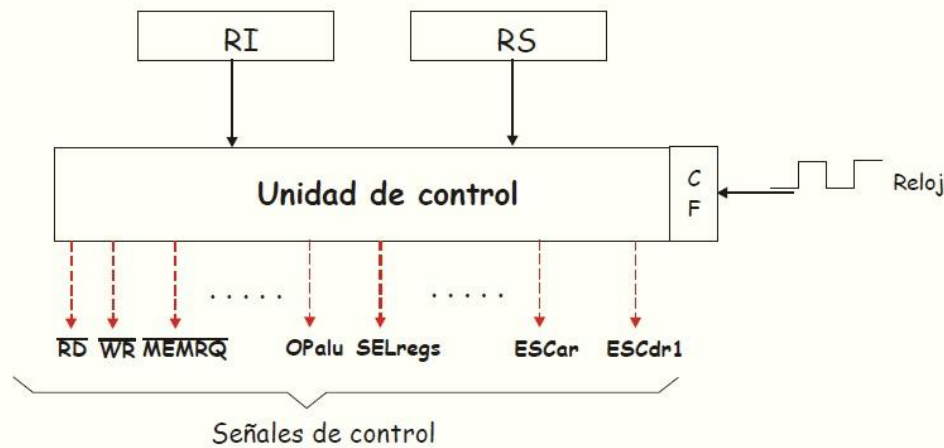 RI
RS
Unidad de control
C
F
Reloj
. . . . .
. . . . .
RD WR MEMRQ OPalu SELregs ESCar ESCdr1
Señales de control